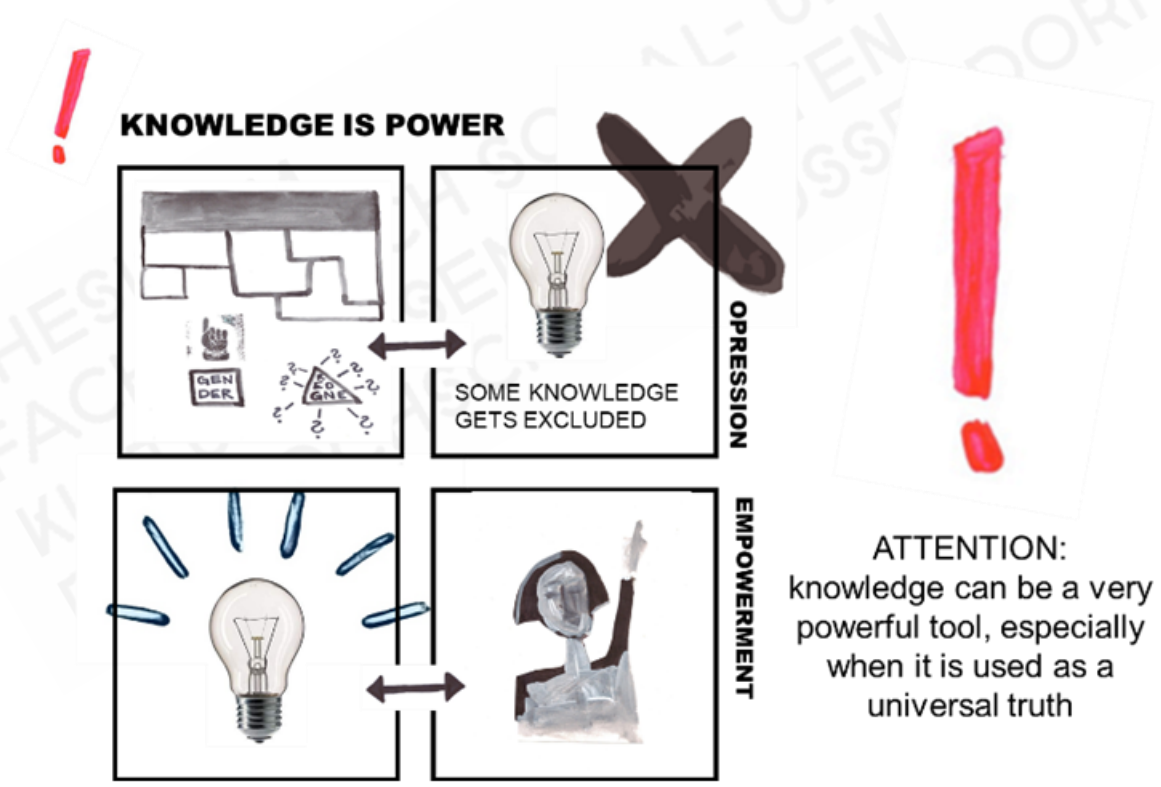 KNOWLEDGE IS POWER
GEN
DER
SOME KNOWLEDGE
GETS EXCLUDED
OPRESSION
EMPOWERMENT
ATTENTION:
knowledge can be a very
powerful tool, especially
when it is used as a
universal truth